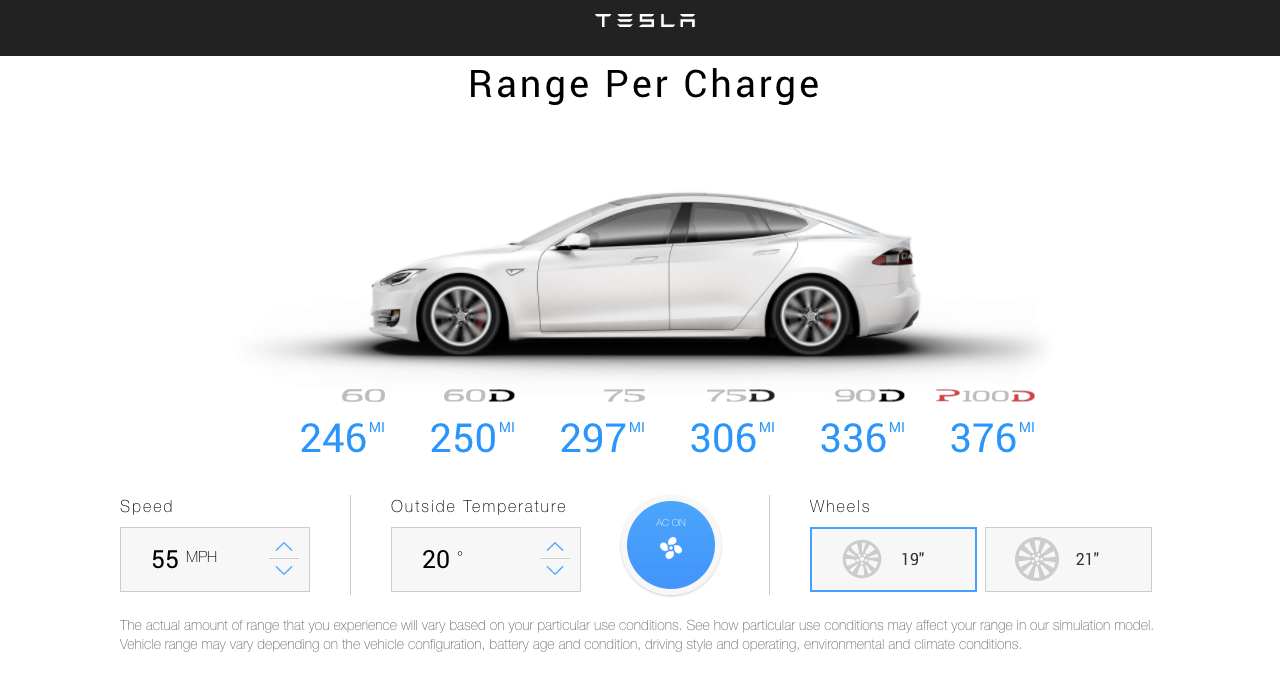 TESLA
Range Per Charge
60 60D 75 75D 90D P100D
246 MI 250 MI 297 MI 306 MI 336 MI 376 MI
Speed Outside Temperature Wheels
AC ON
55 MPH 20 ° 19" 21"
The actual amount of range that you experience will vary based on your particular use conditions. See how particular use conditions may affect your range in our simulation model.
Vehicle range may vary depending on the vehicle configuration, battery age and condition, driving style and operating, environmental and climate conditions.